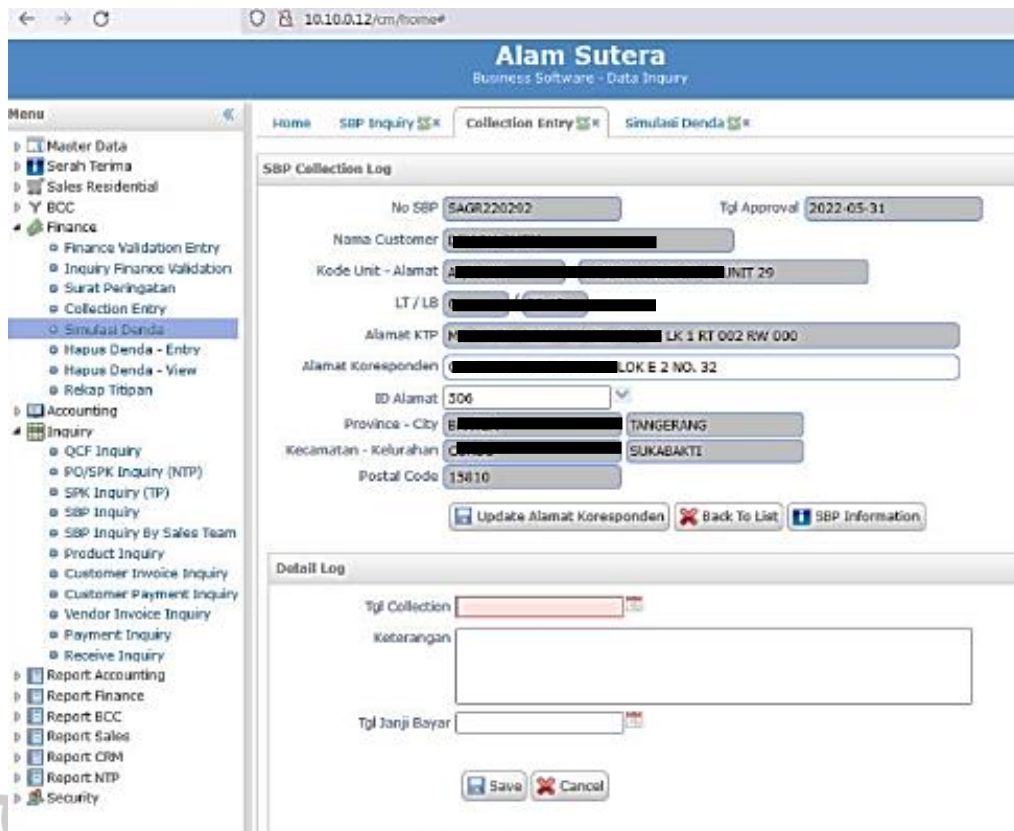 10.10.0.12/cm/home#
Alam Sutera
Business Software - Data Inquiry
Menu
Master Data
Serah Terima
Sales Residential
BCC
Finance
Finance Validation Entry
Inquiry Finance Validation
Surat Peringatan
Collection Entry
Simulasi Denda
Hapus Denda - Entry
Hapus Denda - View
Rekap Titipan
Accounting
Inquiry
QCF Inquiry
PO/SPK Inquiry (NTP)
SPK Inquiry (TP)
SBP Inquiry
SBP Inquiry By Sales Team
Product Inquiry
Customer Invoice Inquiry
Customer Payment Inquiry
Vendor Invoice Inquiry
Payment Inquiry
Receive Inquiry
Report Accounting
Report Finance
Report BCC
Report Sales
Report CRM
Report NTP
Security
Home SBP Inquiry Collection Entry Simulasi Denda
SBP Collection Log
No SBP SAGR220292 Tgl Approval 2022-05-31
Nama Customer
Kode Unit - Alamat A - UNIT 29
LT / LB /
Alamat KTP M LK 1 RT 002 RW 000
Alamat Koresponden LOK E 2 NO. 32
ID Alamat 306
Province - City B TANGERANG
Kecamatan - Kelurahan SUKABAKTI
Postal Code 15810
Update Alamat Koresponden Back To List SBP Information
Detail Log
Tgl Collection
Keterangan
Tgl Janji Bayar
Save Cancel